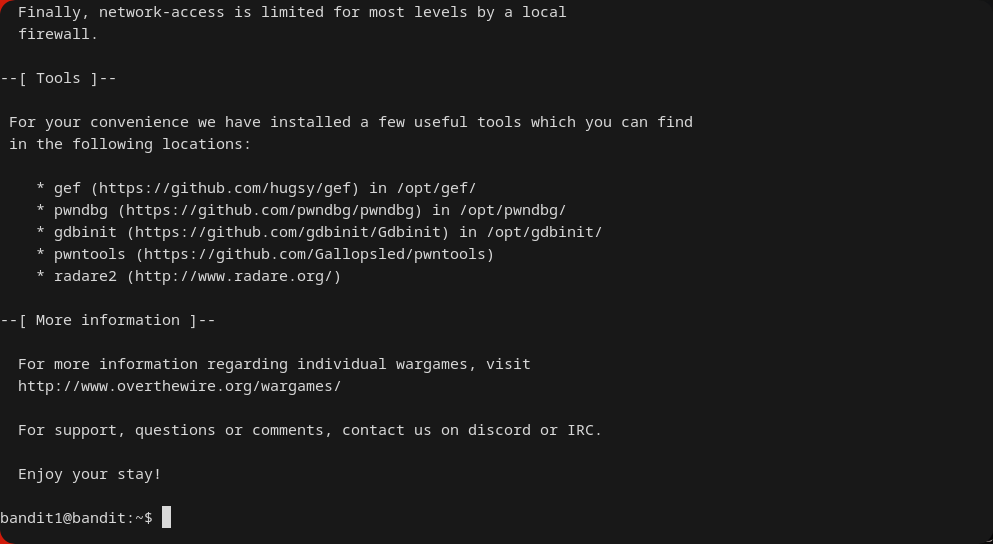 Finally, network-access is limited for most levels by a local
firewall.
--[ Tools ]--
For your convenience we have installed a few useful tools which you can find
in the following locations:
* gef (https://github.com/hugsy/gef) in /opt/gef/
* pwndbg (https://github.com/pwndbg/pwndbg) in /opt/pwndbg/
* gdbinit (https://github.com/gdbinit/Gdbinit) in /opt/gdbinit/
* pwntools (https://github.com/Gallopsled/pwntools)
* radare2 (http://www.radare.org/)
--[ More information ]--
For more information regarding individual wargames, visit
http://www.overthewire.org/wargames/
For support, questions or comments, contact us on discord or IRC.
Enjoy your stay!
bandit1@bandit:~$